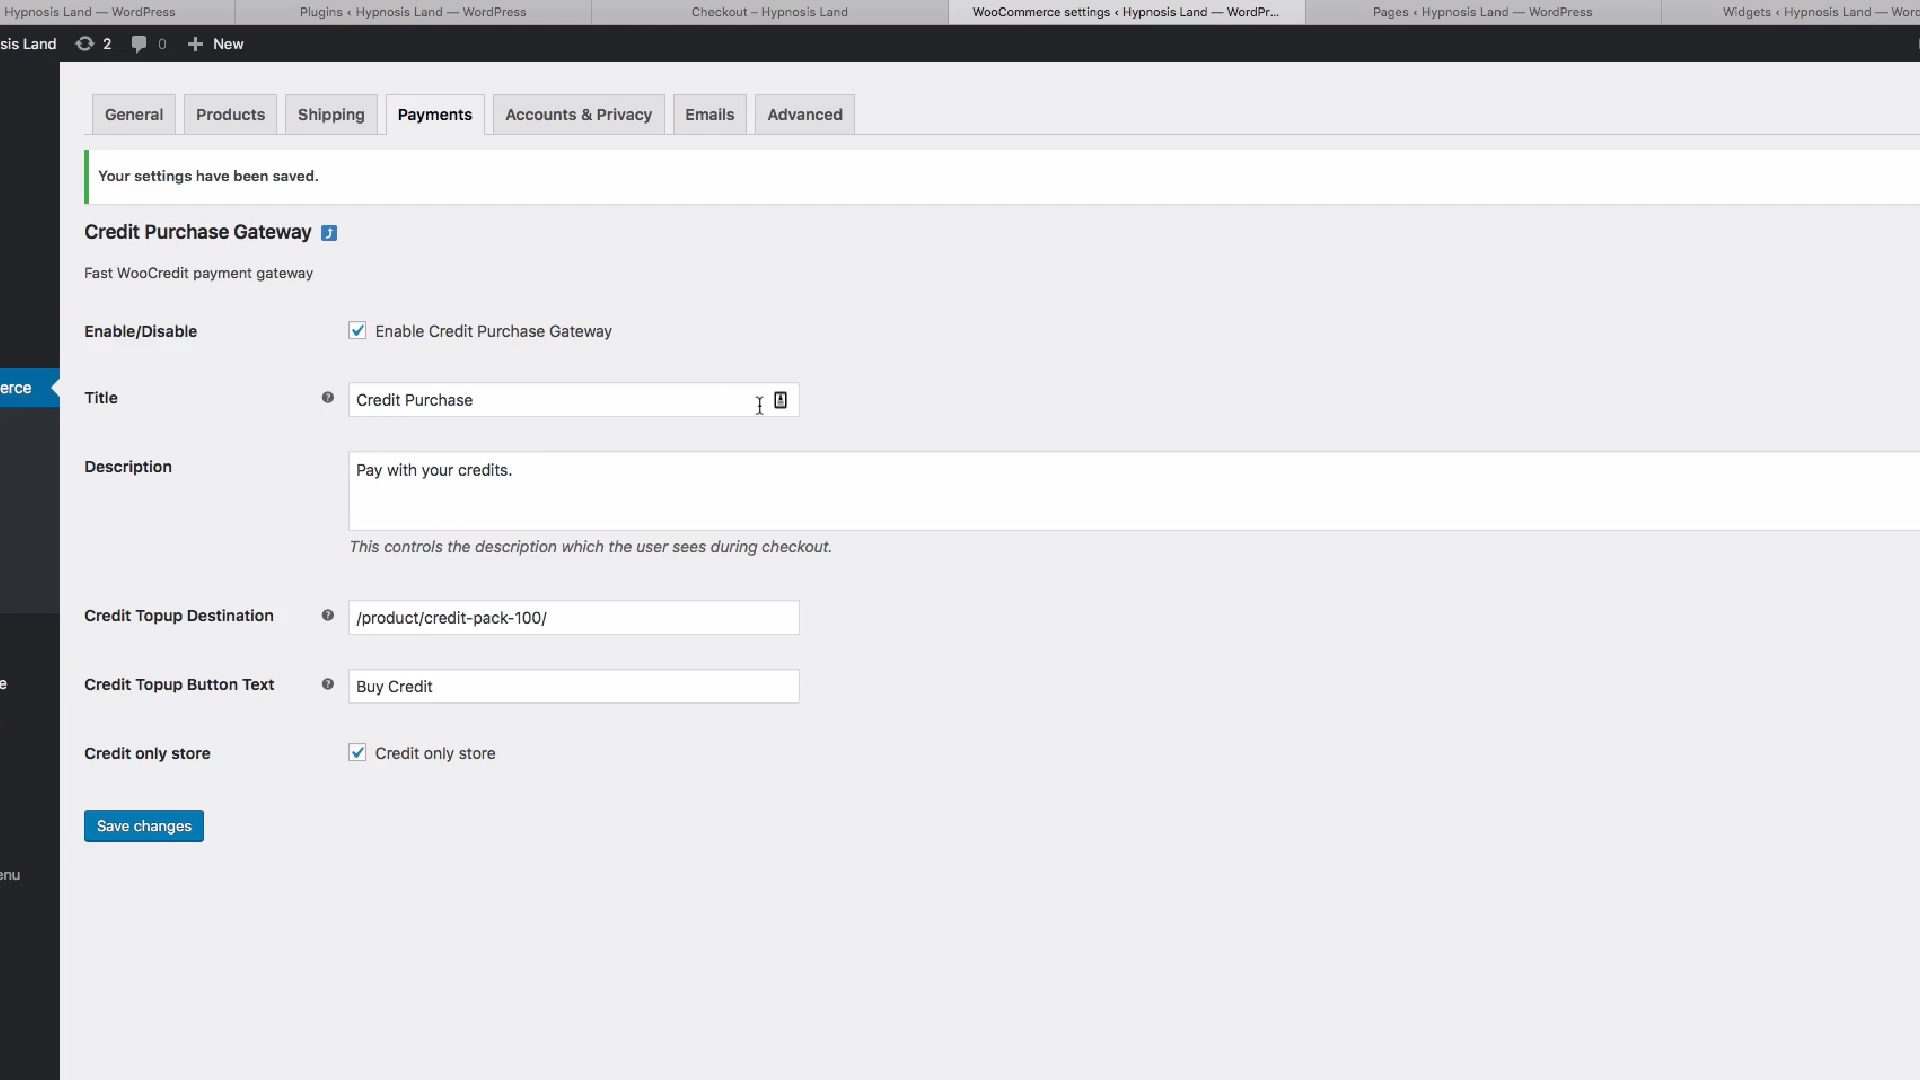 Hypnosis Land — WordPress
Plugins ‹ Hypnosis Land — WordPress
Checkout – Hypnosis Land
WooCommerce settings ‹ Hypnosis Land — WordPr...
Pages ‹ Hypnosis Land — WordPress
Widgets ‹ Hypnosis Land — Word
sis Land 2 0 New
General Products Shipping Payments Accounts & Privacy Emails Advanced
Your settings have been saved.
Credit Purchase Gateway
Fast WooCredit payment gateway
Enable/Disable Enable Credit Purchase Gateway
erce
Title Credit Purchase
Description Pay with your credits.
This controls the description which the user sees during checkout.
Credit Topup Destination /product/credit-pack-100/
e
Credit Topup Button Text Buy Credit
Credit only store Credit only store
Save changes
enu